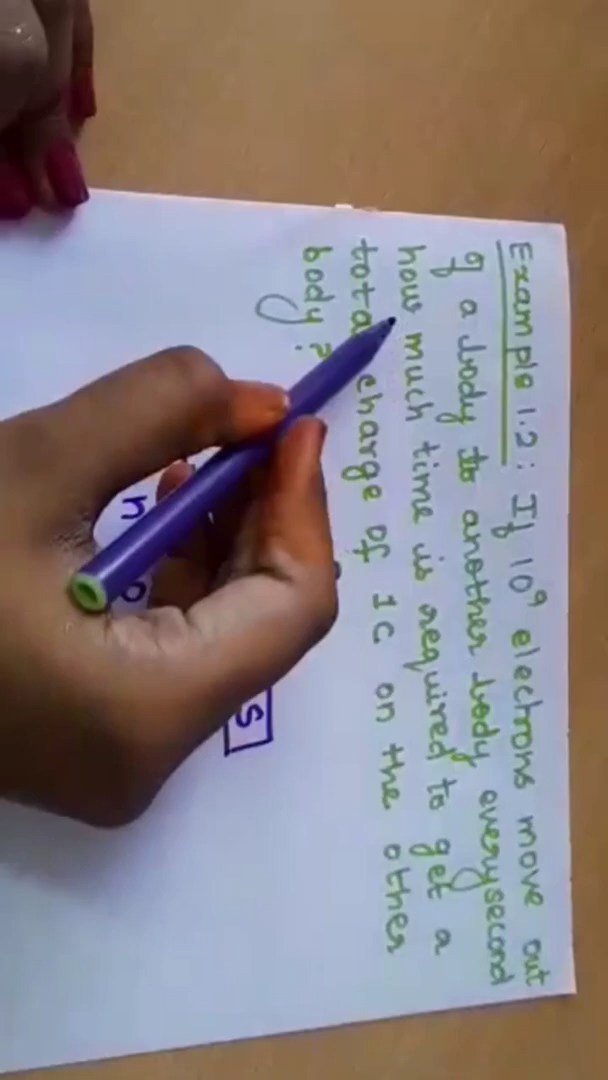 Example 1.2: If 10⁹ electrons move out
of a body to another body every second
how much time is required to get a
total charge of 1C on the other
body?
S
n